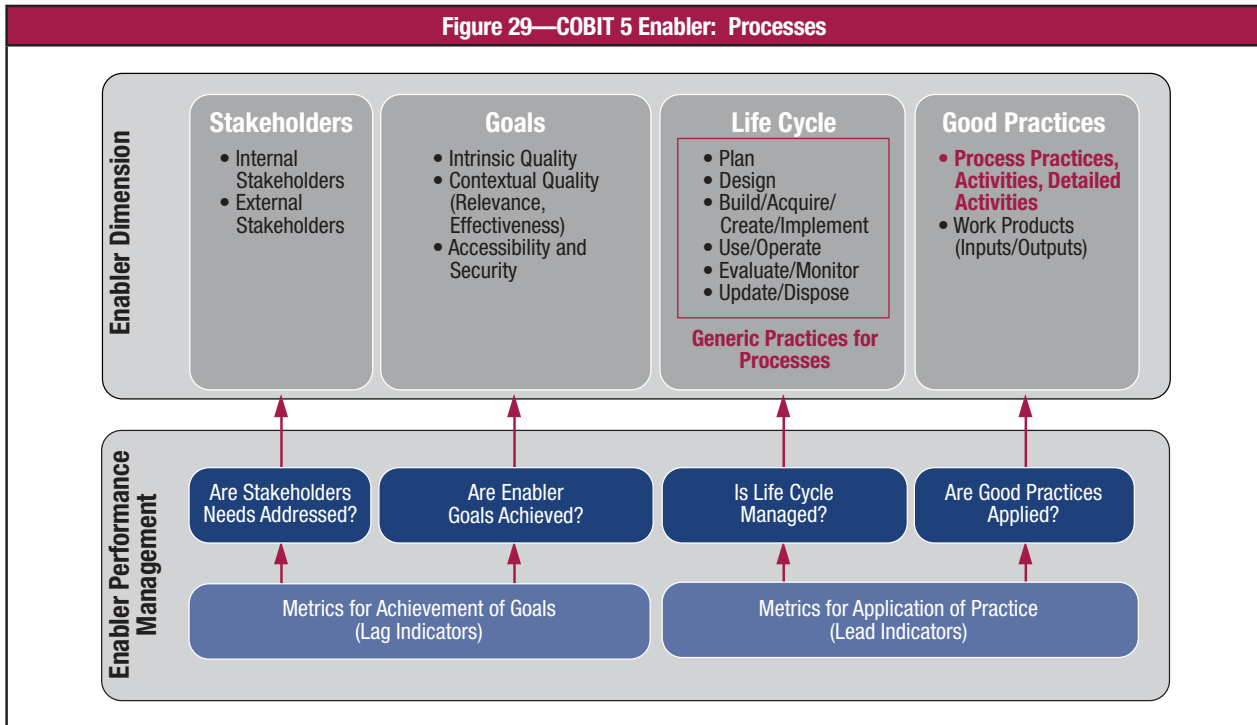 Figure 29—COBIT 5 Enabler: Processes
Enabler Dimension
Stakeholders
• Internal
Stakeholders
• External
Stakeholders
Goals
• Intrinsic Quality
• Contextual Quality
(Relevance,
Effectiveness)
• Accessibility and
Security
Life Cycle
• Plan
• Design
• Build/Acquire/
Create/Implement
• Use/Operate
• Evaluate/Monitor
• Update/Dispose
Generic Practices for
Processes
Good Practices
• Process Practices,
Activities, Detailed
Activities
• Work Products
(Inputs/Outputs)
Enabler Performance
Management
Are Stakeholders
Needs Addressed?
Are Enabler
Goals Achieved?
Is Life Cycle
Managed?
Are Good Practices
Applied?
Metrics for Achievement of Goals
(Lag Indicators)
Metrics for Application of Practice
(Lead Indicators)